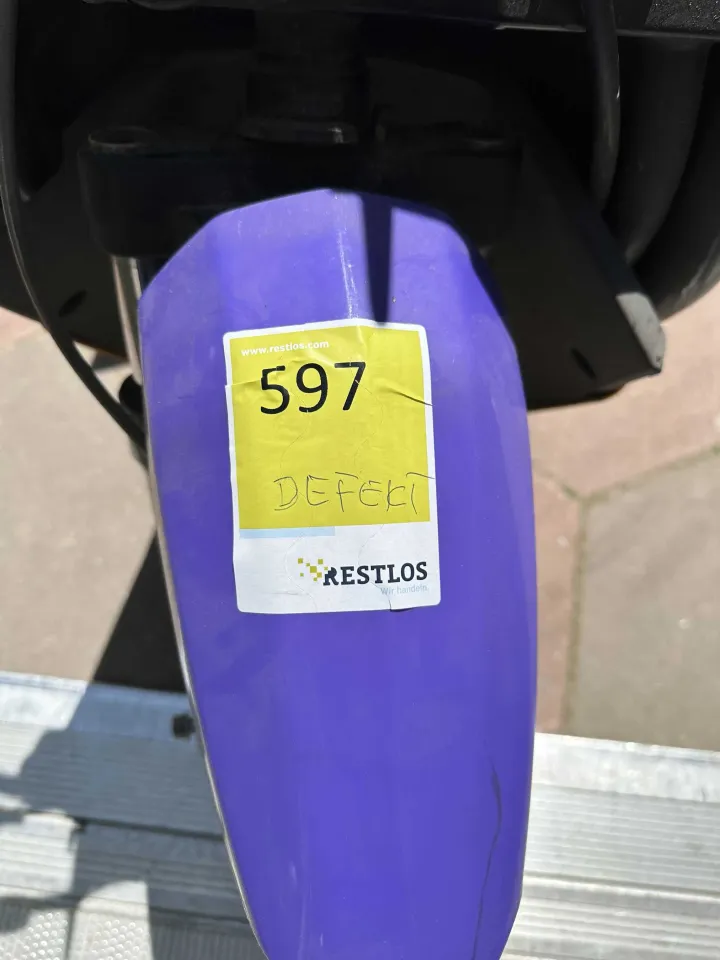 www.restlos.com
597
DEFEKT
RESTLOS
Wir handeln.